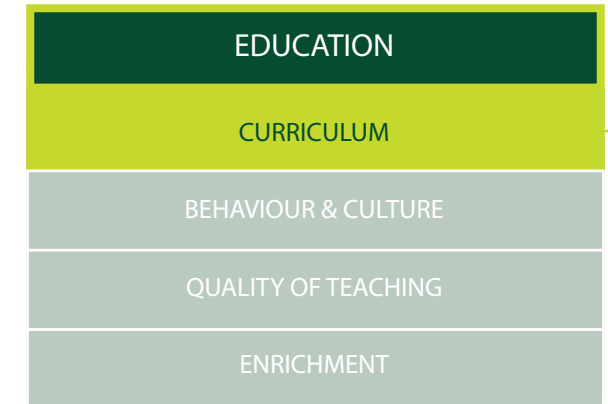 EDUCATION
CURRICULUM
BEHAVIOUR & CULTURE
QUALITY OF TEACHING
ENRICHMENT